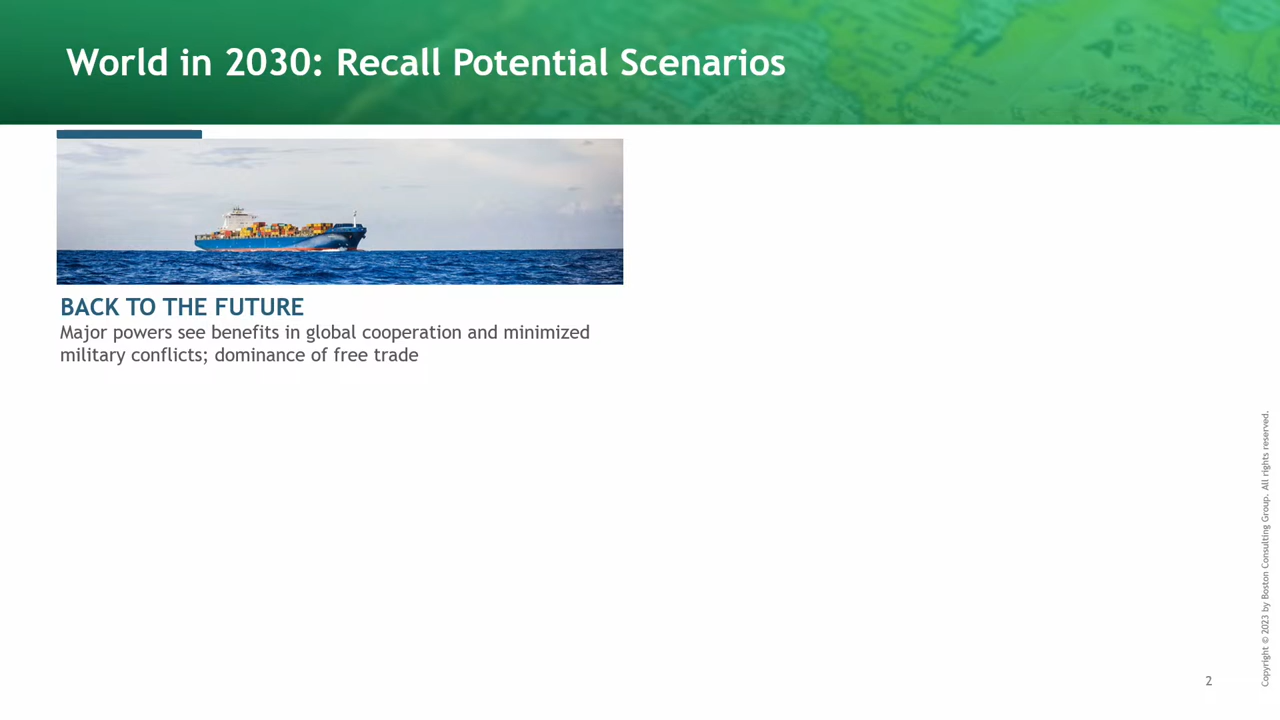 World in 2030: Recall Potential Scenarios
BACK TO THE FUTURE
Major powers see benefits in global cooperation and minimized
military conflicts; dominance of free trade
Copyright © 2023 by Boston Consulting Group. All rights reserved.
2